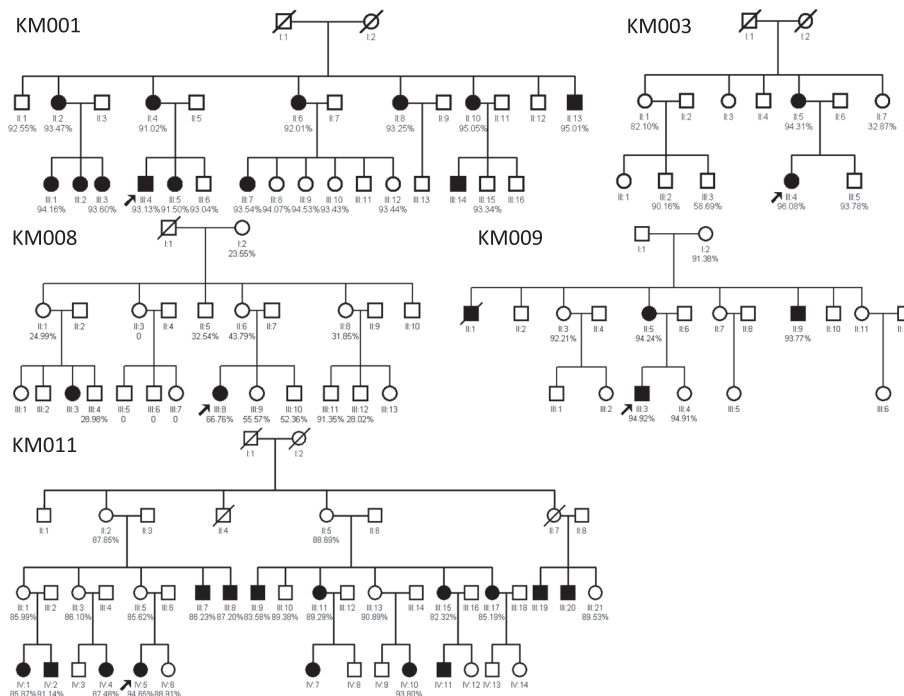 KM001
I:1 I:2
II:1 II:2 II:3 II:4 II:5 II:6 II:7 II:8 II:9 II:10 II:11 II:12 II:13
92.55% 93.47% 91.02% 92.01% 93.25% 95.05% 95.01%
III:1 III:2 III:3 III:4 III:5 III:6 III:7 III:8 III:9 III:10 III:11 III:12 III:13 III:14 III:15 III:16
94.16% 93.60% 93.13% 91.50% 93.04% 93.54% 94.07% 94.53% 93.43% 93.44% 93.34%
KM003
I:1 I:2
II:1 II:2 II:3 II:4 II:5 II:6 II:7
82.10% 94.31% 32.87%
III:1 III:2 III:3 III:4 III:5
90.16% 58.69% 96.08% 93.78%
KM008
I:1 I:2
23.55%
II:1 II:2 II:3 II:4 II:5 II:6 II:7 II:8 II:9 II:10
24.99% 0 32.54% 43.79% 31.85%
III:1 III:2 III:3 III:4 III:5 III:6 III:7 III:8 III:9 III:10 III:11 III:12 III:13
28.98% 0 0 0 66.76% 55.57% 52.36% 91.35% 28.02%
KM009
I:1 I:2
91.38%
II:1 II:2 II:3 II:4 II:5 II:6 II:7 II:8 II:9 II:10 II:11 II:
92.21% 94.24% 93.77%
III:1 III:2 III:3 III:4 III:5 III:6
94.92% 94.91%
KM011
I:1 I:2
II:1 II:2 II:3 II:4 II:5 II:6 II:7 II:8
87.85% 88.69%
III:1 III:2 III:3 III:4 III:5 III:6 III:7 III:8 III:9 III:10 III:11 III:12 III:13 III:14 III:15 III:16 III:17 III:18 III:19 III:20 III:21
85.99% 86.10% 85.62% 86.23% 87.20% 83.58% 89.38% 89.29% 90.89% 82.32% 85.19% 89.53%
IV:1 IV:2 IV:3 IV:4 IV:5 IV:6 IV:7 IV:8 IV:9 IV:10 IV:11 IV:12 IV:13 IV:14
85.87% 91.14% 87.48% 94.65% 88.91% 93.80%